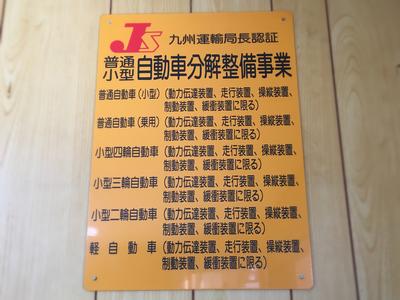 JS 九州運輸局長認証
普通
小型 自動車分解整備事業
普通自動車(小型)(動力伝達装置、走行装置、操縦装置、
制動装置、緩衝装置に限る)
普通自動車(乗用)(動力伝達装置、走行装置、操縦装置、
制動装置、緩衝装置に限る)
小型四輪自動車(動力伝達装置、走行装置、操縦装置、
制動装置、緩衝装置に限る)
小型三輪自動車(動力伝達装置、走行装置、操縦装置、
制動装置、緩衝装置に限る)
小型二輪自動車(動力伝達装置、走行装置、操縦装置、
制動装置、緩衝装置に限る)
軽自動車(動力伝達装置、走行装置、操縦装置、
制動装置、緩衝装置に限る)